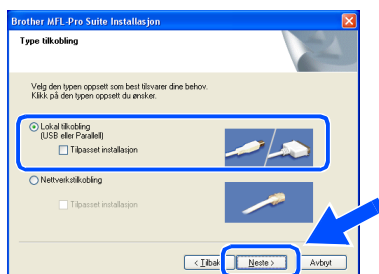 Brother MFL-Pro Suite Installasjon
Type tilkobling
Velg den typen oppsett som best tilsvarer dine behov.
Klikk på den typen oppsett du ønsker.
Lokal tilkobling
(USB eller Parallell)
Tilpasset installasjon
Nettverkstilkobling
Tilpasset installasjon
< Tilbake Neste > Avbryt